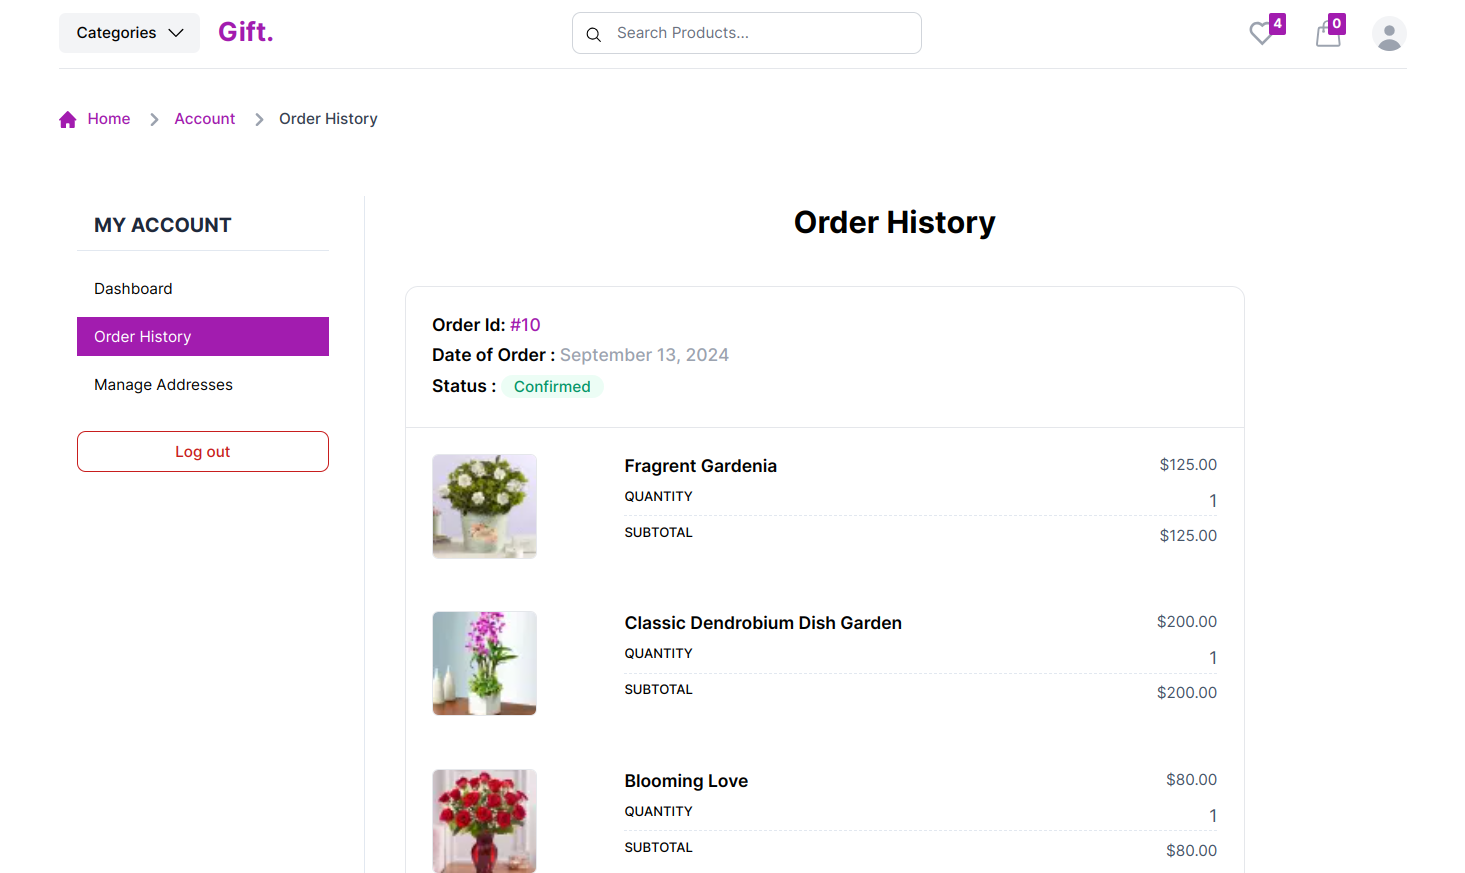 Categories
Gift.
Search Products...
4
0
Home
Account
Order History
MY ACCOUNT
Dashboard
Order History
Manage Addresses
Log out
Order History
Order Id: #10
Date of Order : September 13, 2024
Status : Confirmed
Fragrent Gardenia $125.00
QUANTITY 1
SUBTOTAL $125.00
Classic Dendrobium Dish Garden $200.00
QUANTITY 1
SUBTOTAL $200.00
Blooming Love $80.00
QUANTITY 1
SUBTOTAL $80.00